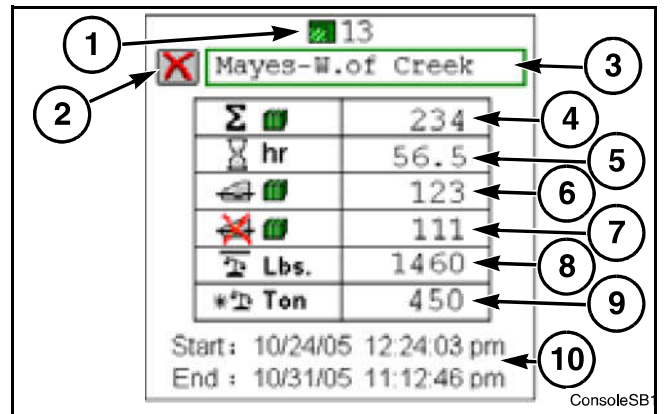 1
13
2
Mayes-W.of Creek
3
Σ 234
4
hr 56.5
5
123
6
111
7
Lbs. 1460
8
* Ton 450
9
Start: 10/24/05 12:24:03 pm
10
End : 10/31/05 11:12:46 pm
ConsoleSB1